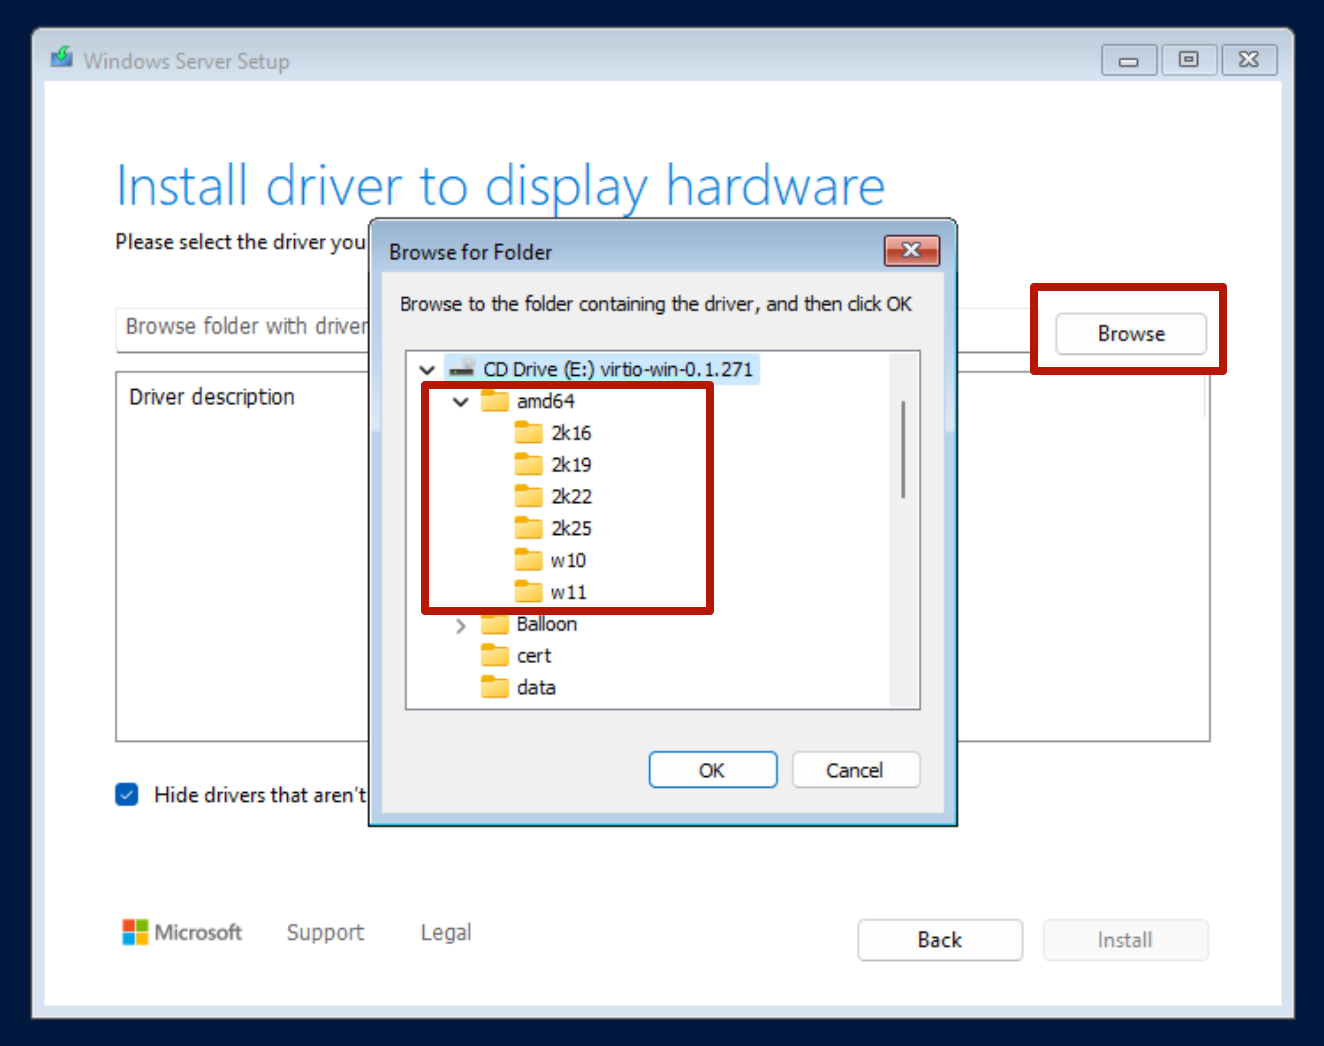 Windows Server Setup
Install driver to display hardware
Please select the driver you
Browse for Folder
Browse to the folder containing the driver, and then click OK
Browse folder with driver
Browse
CD Drive (E:) virtio-win-0.1.271
Driver description
amd64
2k16
2k19
2k22
2k25
w10
w11
Balloon
cert
data
OK
Cancel
Hide drivers that aren't
Microsoft
Support
Legal
Back
Install